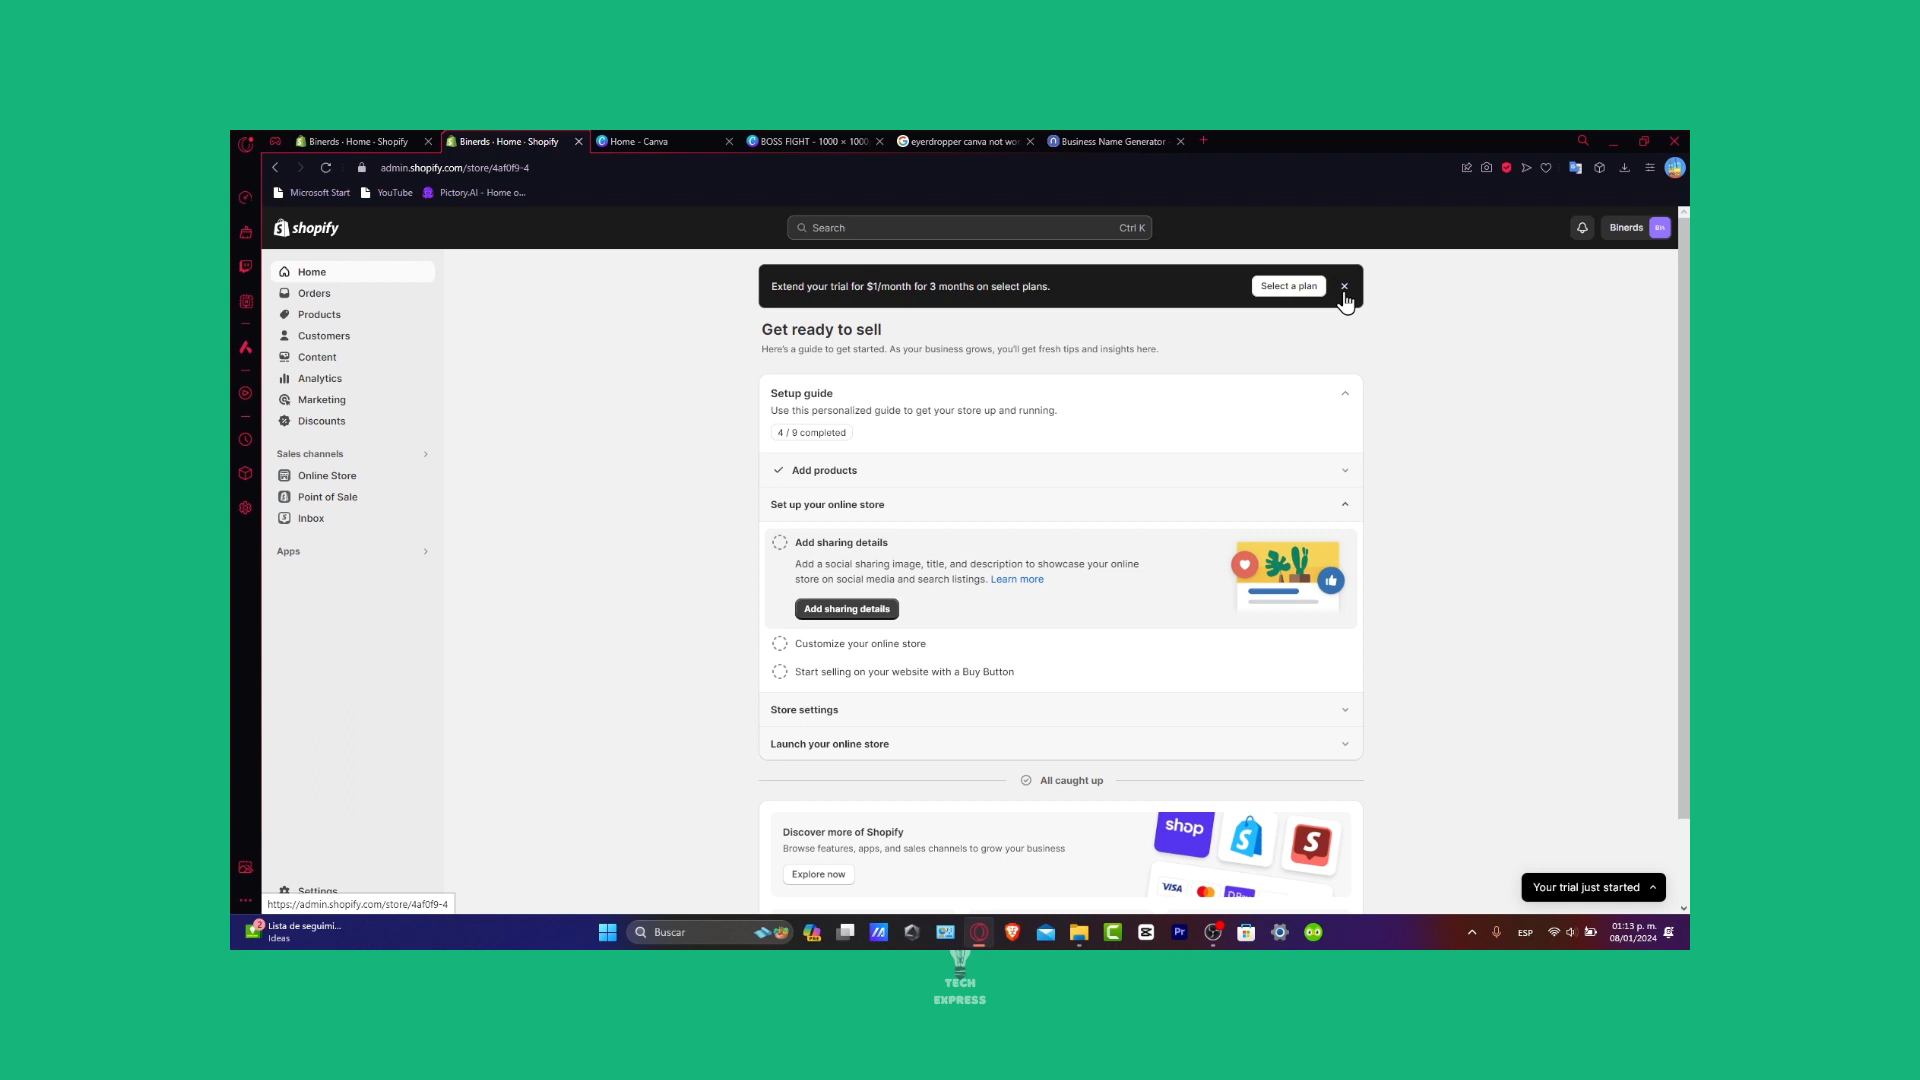 Binerds · Home · Shopify
Binerds · Home · Shopify
Home - Canva
BOSS FIGHT - 1000 × 1000
eyerdropper canva not wo
Business Name Generator
admin.shopify.com/store/4af0f9-4
Microsoft Start
YouTube
Pictory.AI - Home o...
shopify
Search
Ctrl K
Binerds
Bin
Home
Orders
Products
Customers
Content
Analytics
Marketing
Discounts
Sales channels
Online Store
Point of Sale
Inbox
Apps
Settings
https://admin.shopify.com/store/4af0f9-4
Extend your trial for $1/month for 3 months on select plans.
Select a plan
Get ready to sell
Here's a guide to get started. As your business grows, you'll get fresh tips and insights here.
Setup guide
Use this personalized guide to get your store up and running.
4 / 9 completed
Add products
Set up your online store
Add sharing details
Add a social sharing image, title, and description to showcase your online
store on social media and search listings. Learn more
Add sharing details
Customize your online store
Start selling on your website with a Buy Button
Store settings
Launch your online store
All caught up
Discover more of Shopify
Browse features, apps, and sales channels to grow your business
Explore now
shop
VISA
Your trial just started
2
Lista de seguimi...
Ideas
Buscar
Pr
ESP
01:13 p. m.
08/01/2024
TECH
EXPRESS